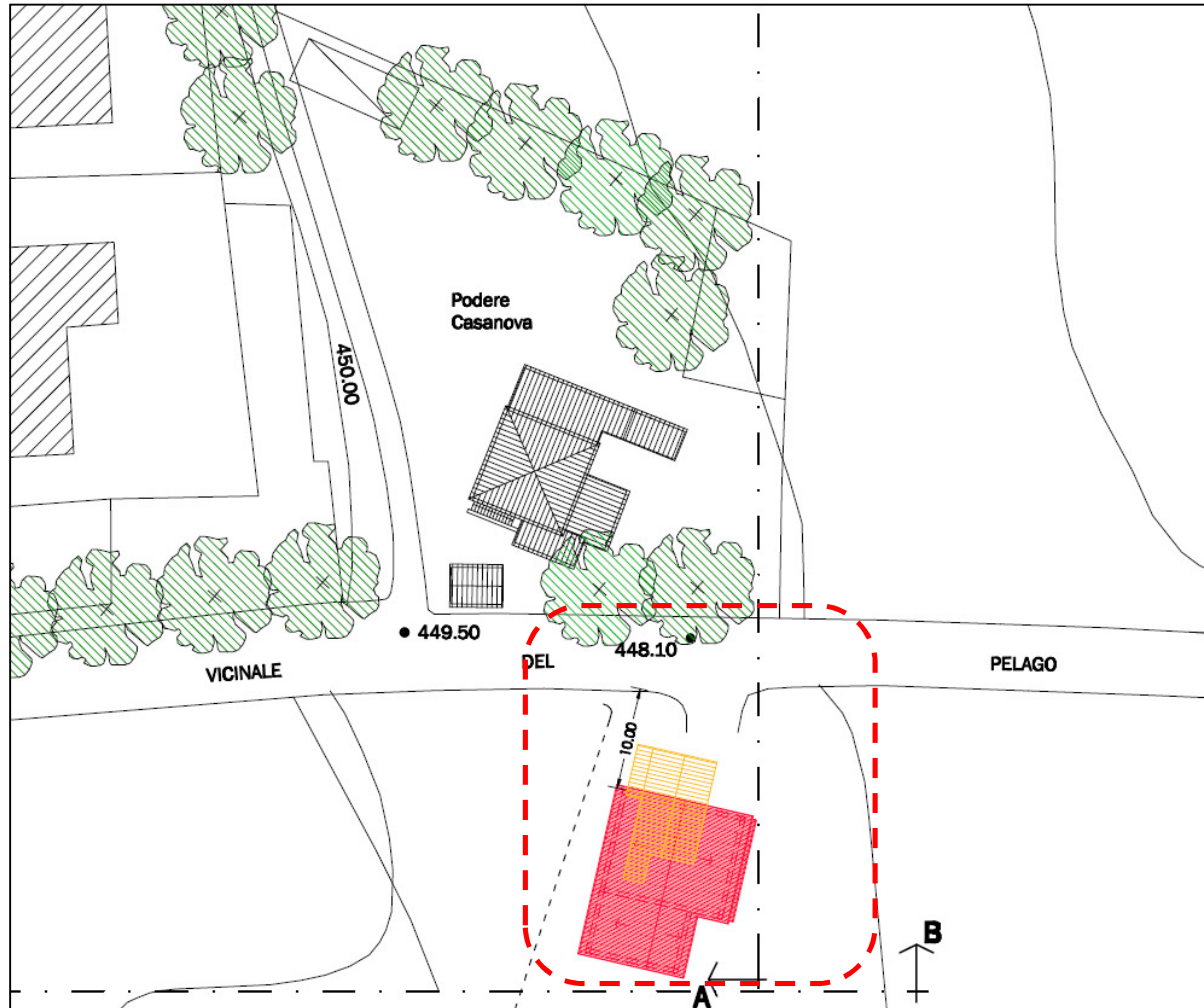 Podere
Casanova
450.00
449.50
448.10
VICINALE DEL PELAGO
10.00
B
A